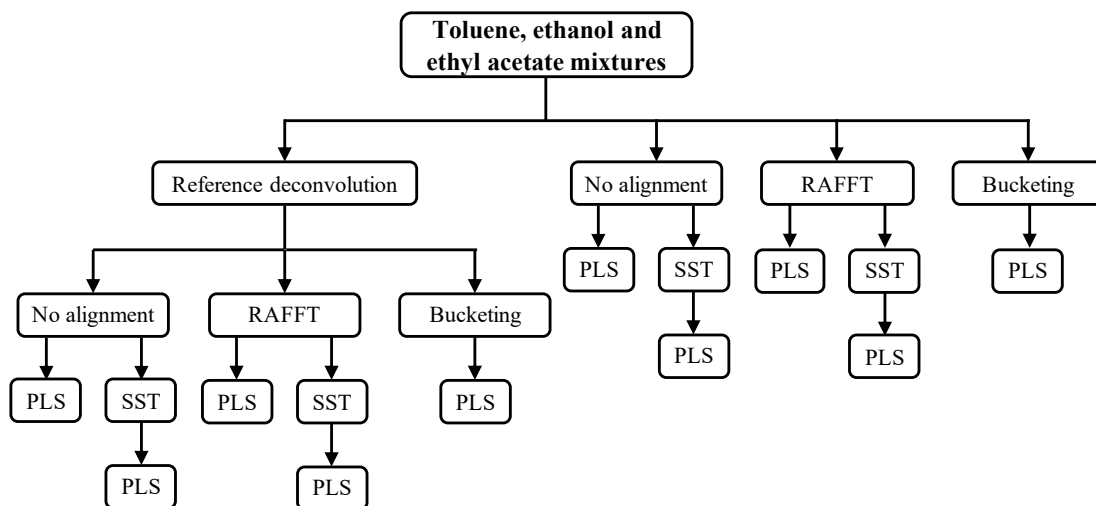 Toluene, ethanol and
ethyl acetate mixtures
Reference deconvolution
No alignment
RAFFT
Bucketing
PLS
SST
PLS
SST
PLS
PLS
PLS
No alignment
RAFFT
Bucketing
PLS
SST
PLS
SST
PLS
PLS
PLS